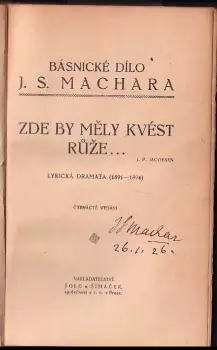 BÁSNICKÉ DÍLO
J. S. MACHARA
ZDE BY MĚLY KVÉST
RŮŽE...
J. P. JACOBSEN
LYRICKÁ DRAMATA (1891—1894)
ČTRNÁCTÉ VYDÁNÍ
JSMachar
26.1.26.
NAKLADATELSTVÍ
ŠOLC a ŠIMÁČEK
společnost s r. o. v Praze.